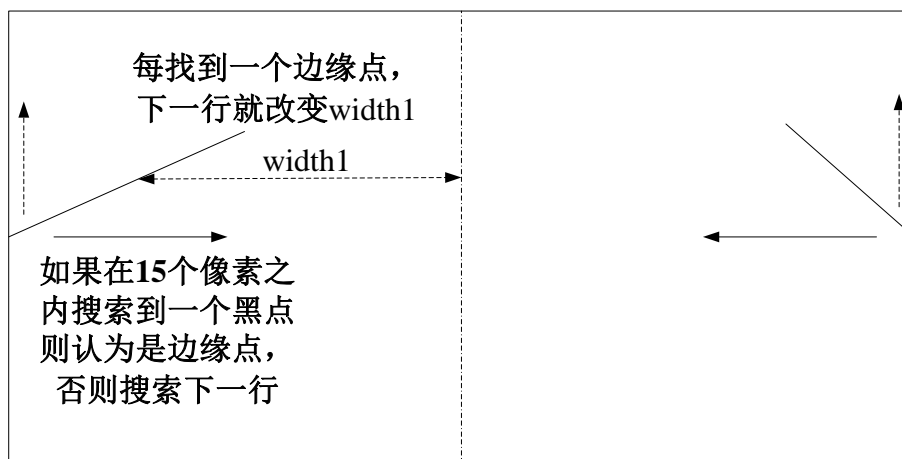 每找到一个边缘点，
下一行就改变width1
width1
如果在15个像素之
内搜索到一个黑点
则认为是边缘点，
否则搜索下一行